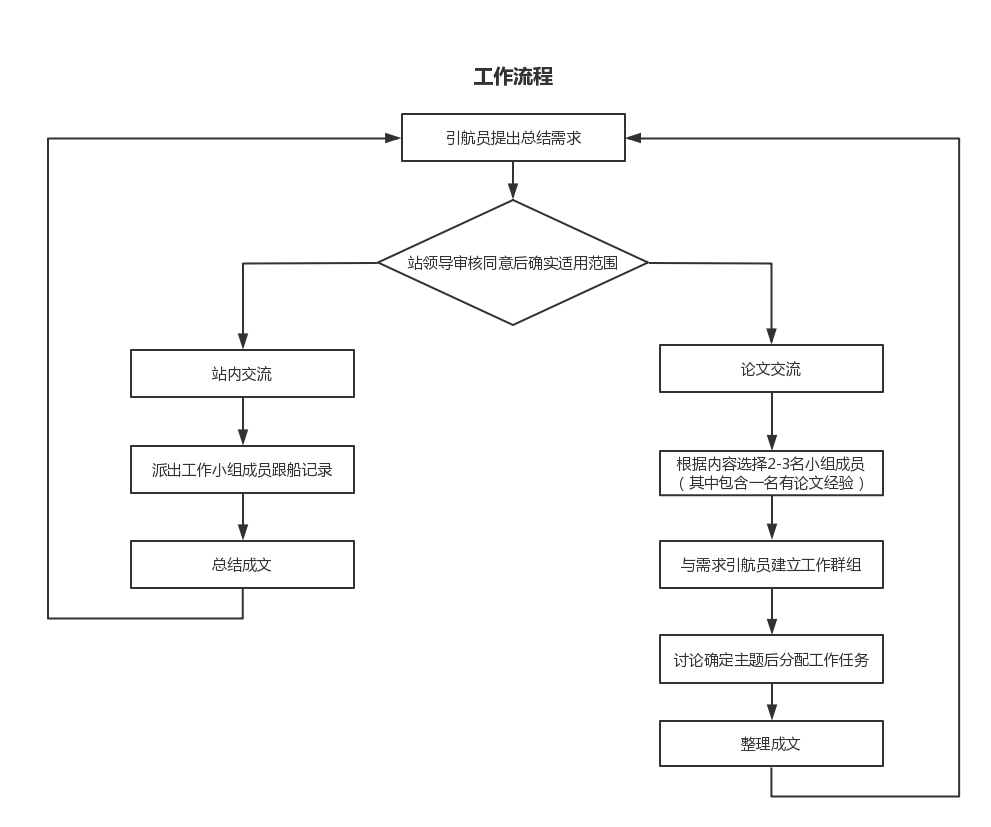 工作流程
引航员提出总结需求
站领导审核同意后确实适用范围
站内交流
派出工作小组成员跟船记录
总结成文
论文交流
根据内容选择2-3名小组成员
（其中包含一名有论文经验）
与需求引航员建立工作群组
讨论确定主题后分配工作任务
整理成文